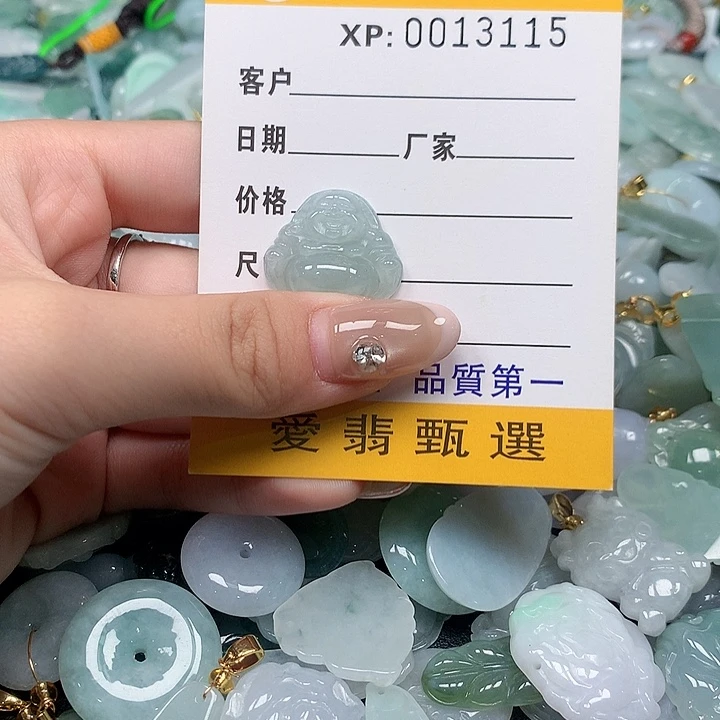 XP: 0013115
客户
日期 厂家
价格
尺
品質第一
愛翡甄選